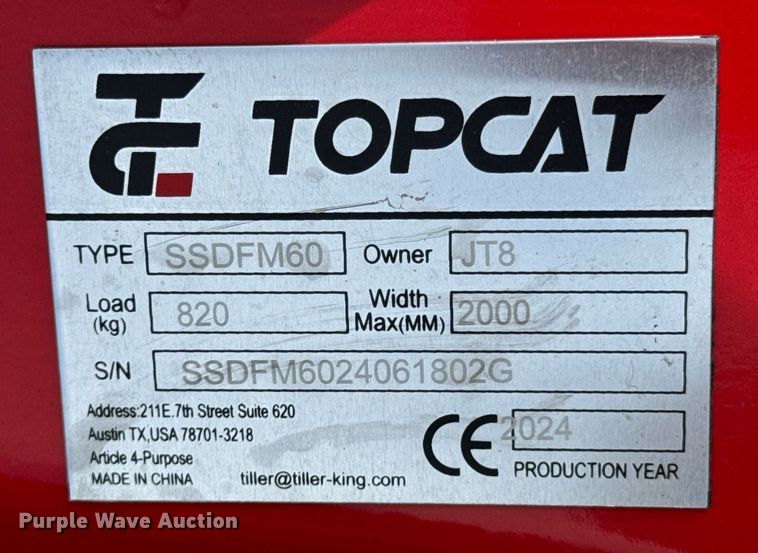 TC TOPCAT
TYPE SSDFM60 Owner JT8
Load (kg) 820 Width Max(MM) 2000
S/N SSDFM6024061802G
Address:211E.7th Street Suite 620
Austin TX,USA 78701-3218
Article 4-Purpose
MADE IN CHINA tiller@tiller-king.com
CE 2024
PRODUCTION YEAR
Purple Wave Auction